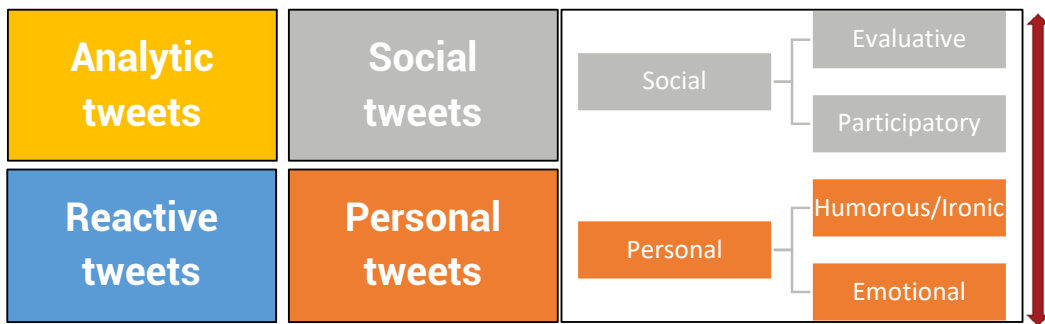 Analytic
tweets
Social
tweets
Reactive
tweets
Personal
tweets
Social
Evaluative
Participatory
Personal
Humorous/Ironic
Emotional